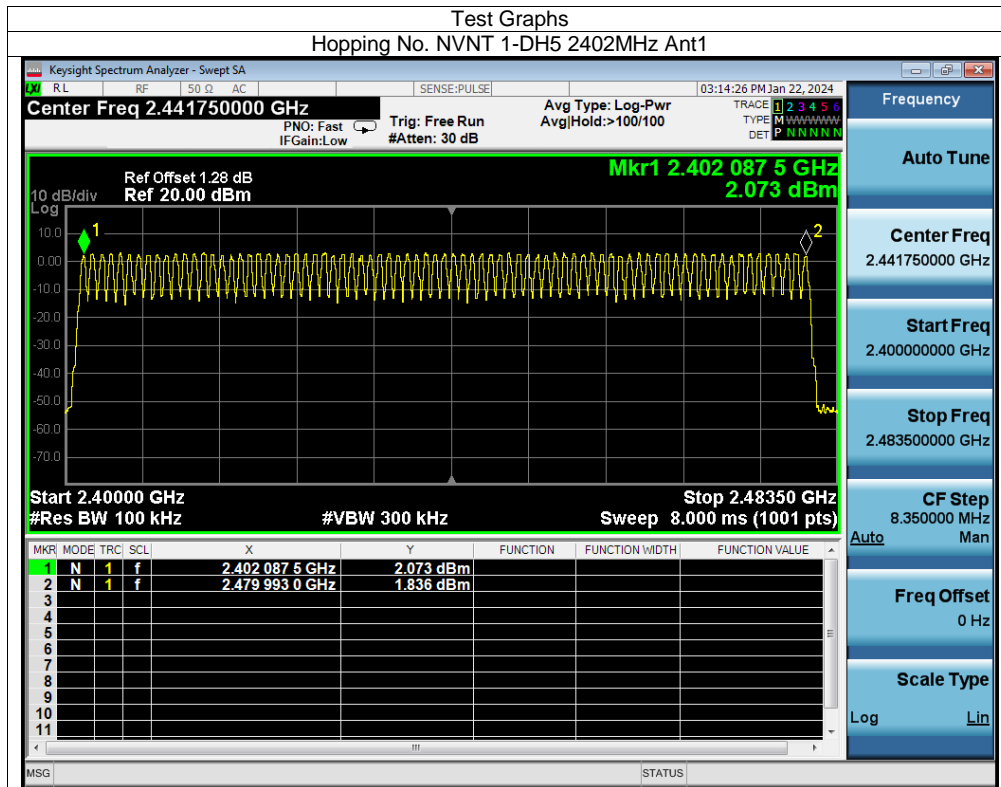 Test Graphs
Hopping No. NVNT 1-DH5 2402MHz Ant1
Keysight Spectrum Analyzer - Swept SA
LXI RL RF 50 Ω AC SENSE:PULSE 03:14:26 PM Jan 22, 2024
Center Freq 2.441750000 GHz
PNO: Fast
IFGain:Low
Trig: Free Run
#Atten: 30 dB
Avg Type: Log-Pwr
Avg|Hold:>100/100
TRACE 1 2 3 4 5 6
TYPE M WWWWW
DET P N N N N N
Mkr1 2.402 087 5 GHz
2.073 dBm
Ref Offset 1.28 dB
10 dB/div Ref 20.00 dBm
Log
10.0
0.00
-10.0
-20.0
-30.0
-40.0
-50.0
-60.0
-70.0
1
2
Start 2.40000 GHz Stop 2.48350 GHz
#Res BW 100 kHz #VBW 300 kHz Sweep 8.000 ms (1001 pts)
MKR MODE TRC SCL X Y FUNCTION FUNCTION WIDTH FUNCTION VALUE
1 N 1 f 2.402 087 5 GHz 2.073 dBm
2 N 1 f 2.479 993 0 GHz 1.836 dBm
3
4
5
6
7
8
9
10
11
MSG STATUS
Frequency
Auto Tune
Center Freq
2.441750000 GHz
Start Freq
2.400000000 GHz
Stop Freq
2.483500000 GHz
CF Step
8.350000 MHz
Auto Man
Freq Offset
0 Hz
Scale Type
Log Lin